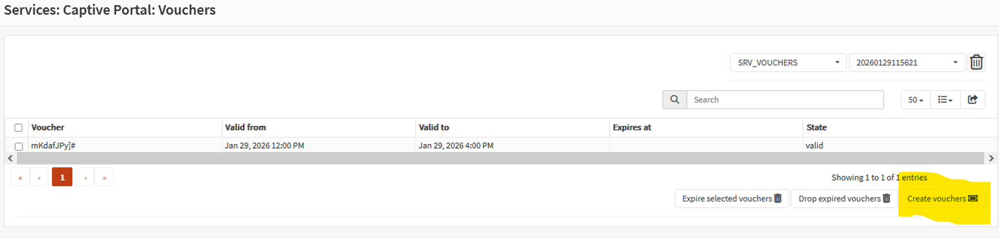 Services: Captive Portal: Vouchers
SRV_VOUCHERS 20260129115621
Search 50
Voucher Valid from Valid to Expires at State
mKdafJPy]# Jan 29, 2026 12:00 PM Jan 29, 2026 4:00 PM valid
« ‹ 1 › »
Showing 1 to 1 of 1 entries
Expire selected vouchers Drop expired vouchers Create vouchers